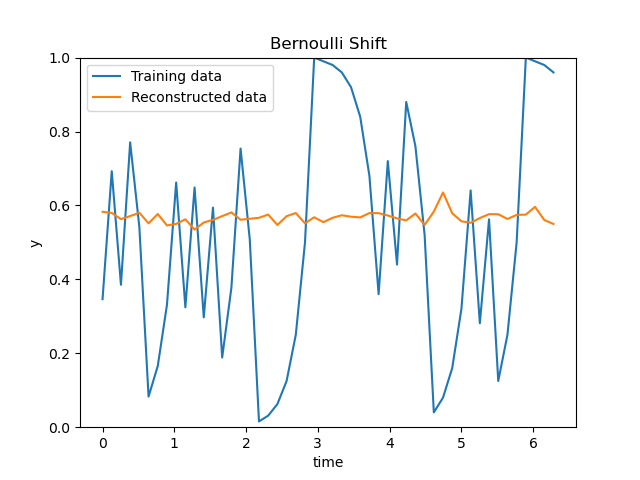 Bernoulli Shift
Training data
Reconstructed data
y
1.0
0.8
0.6
0.4
0.2
0.0
0 1 2 3 4 5 6
time